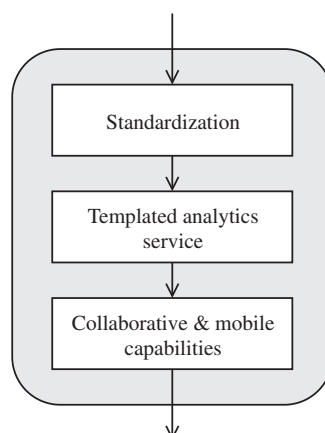 Standardization
Templated analytics
service
Collaborative & mobile
capabilities